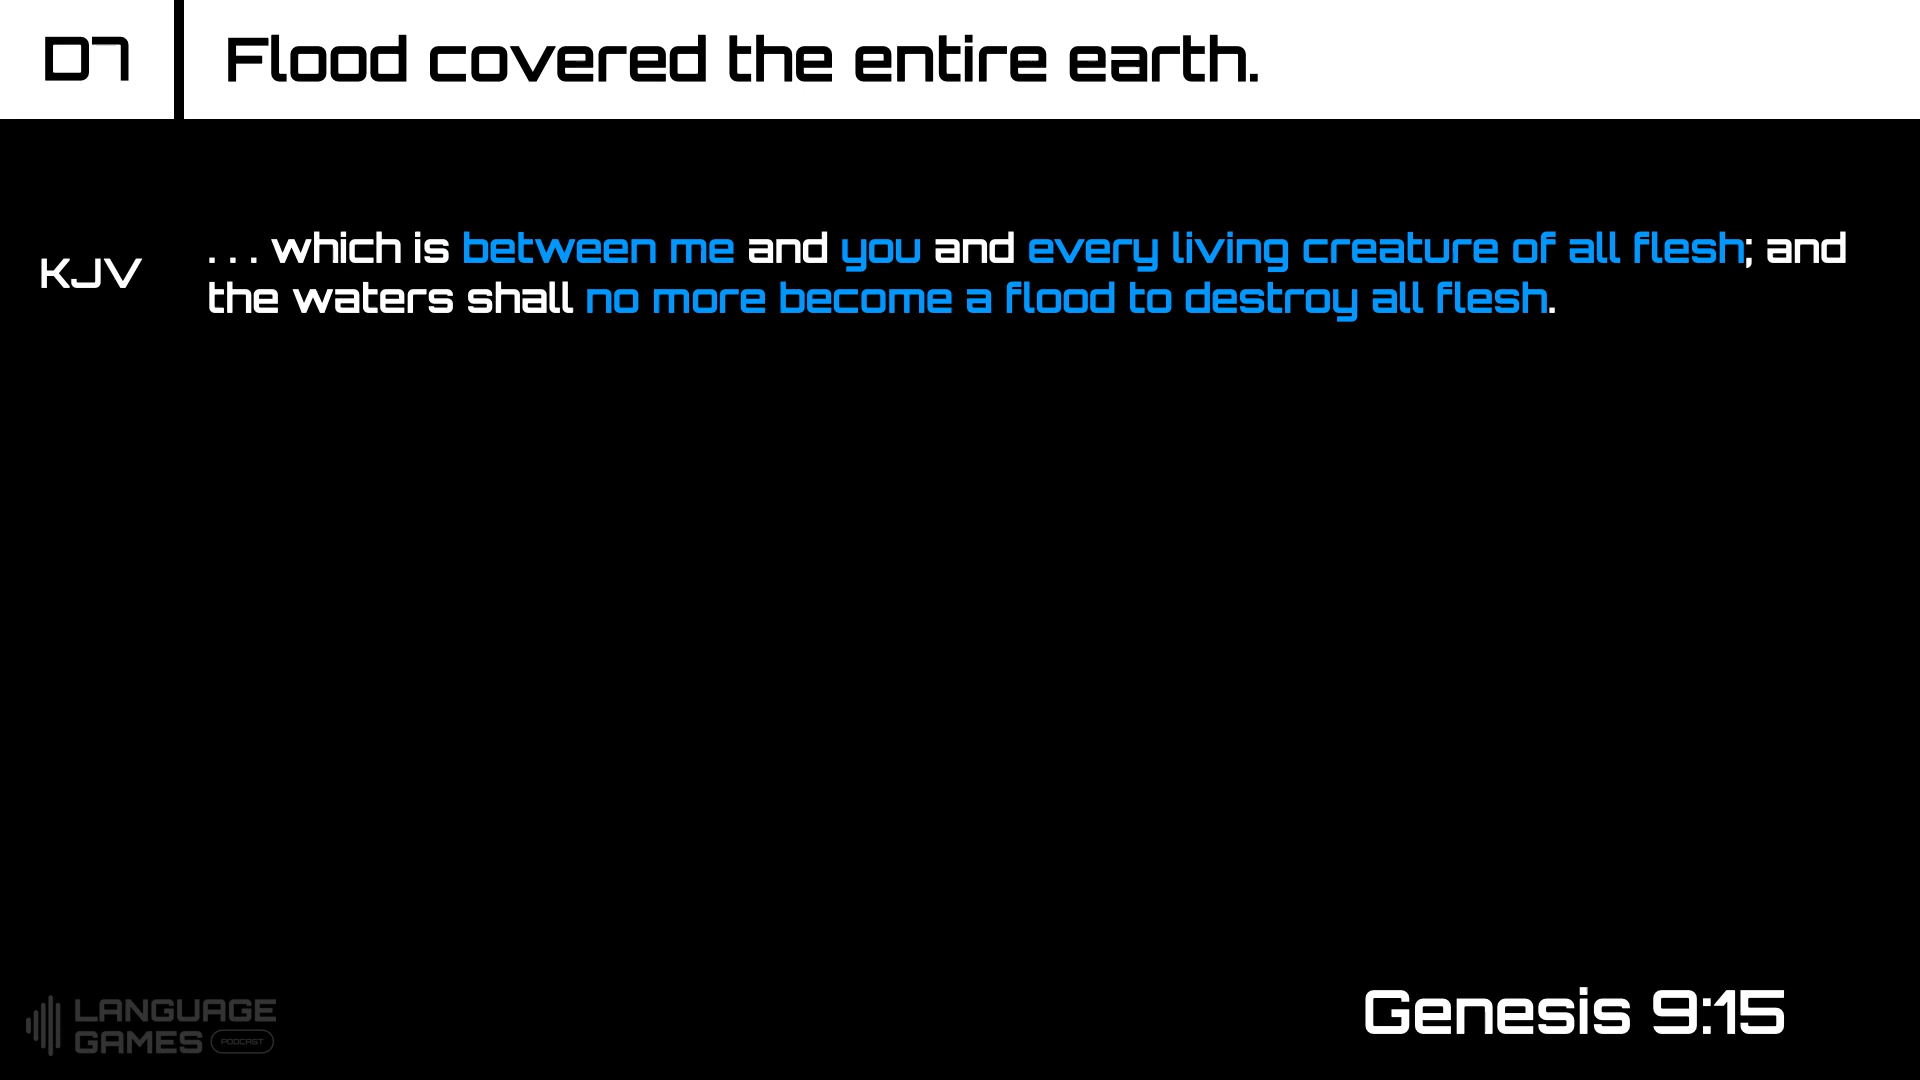 07
Flood covered the entire earth.
KJV
. . . which is between me and you and every living creature of all flesh; and
the waters shall no more become a flood to destroy all flesh.
LANGUAGE
GAMES PODCAST
Genesis 9:15